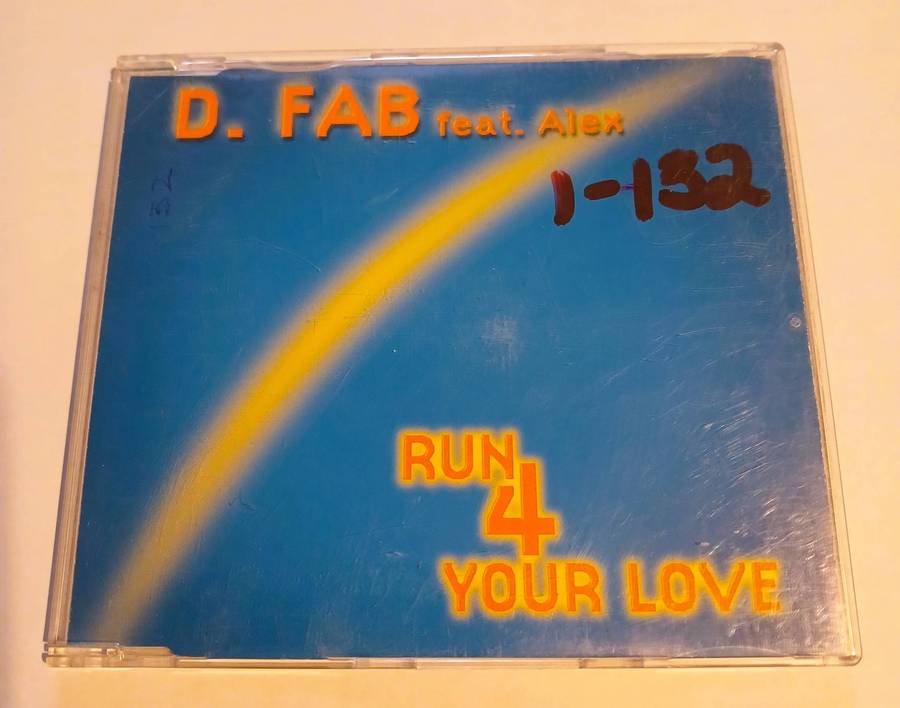 D. FAB feat. Alex
1-132
132
RUN
4
YOUR LOVE